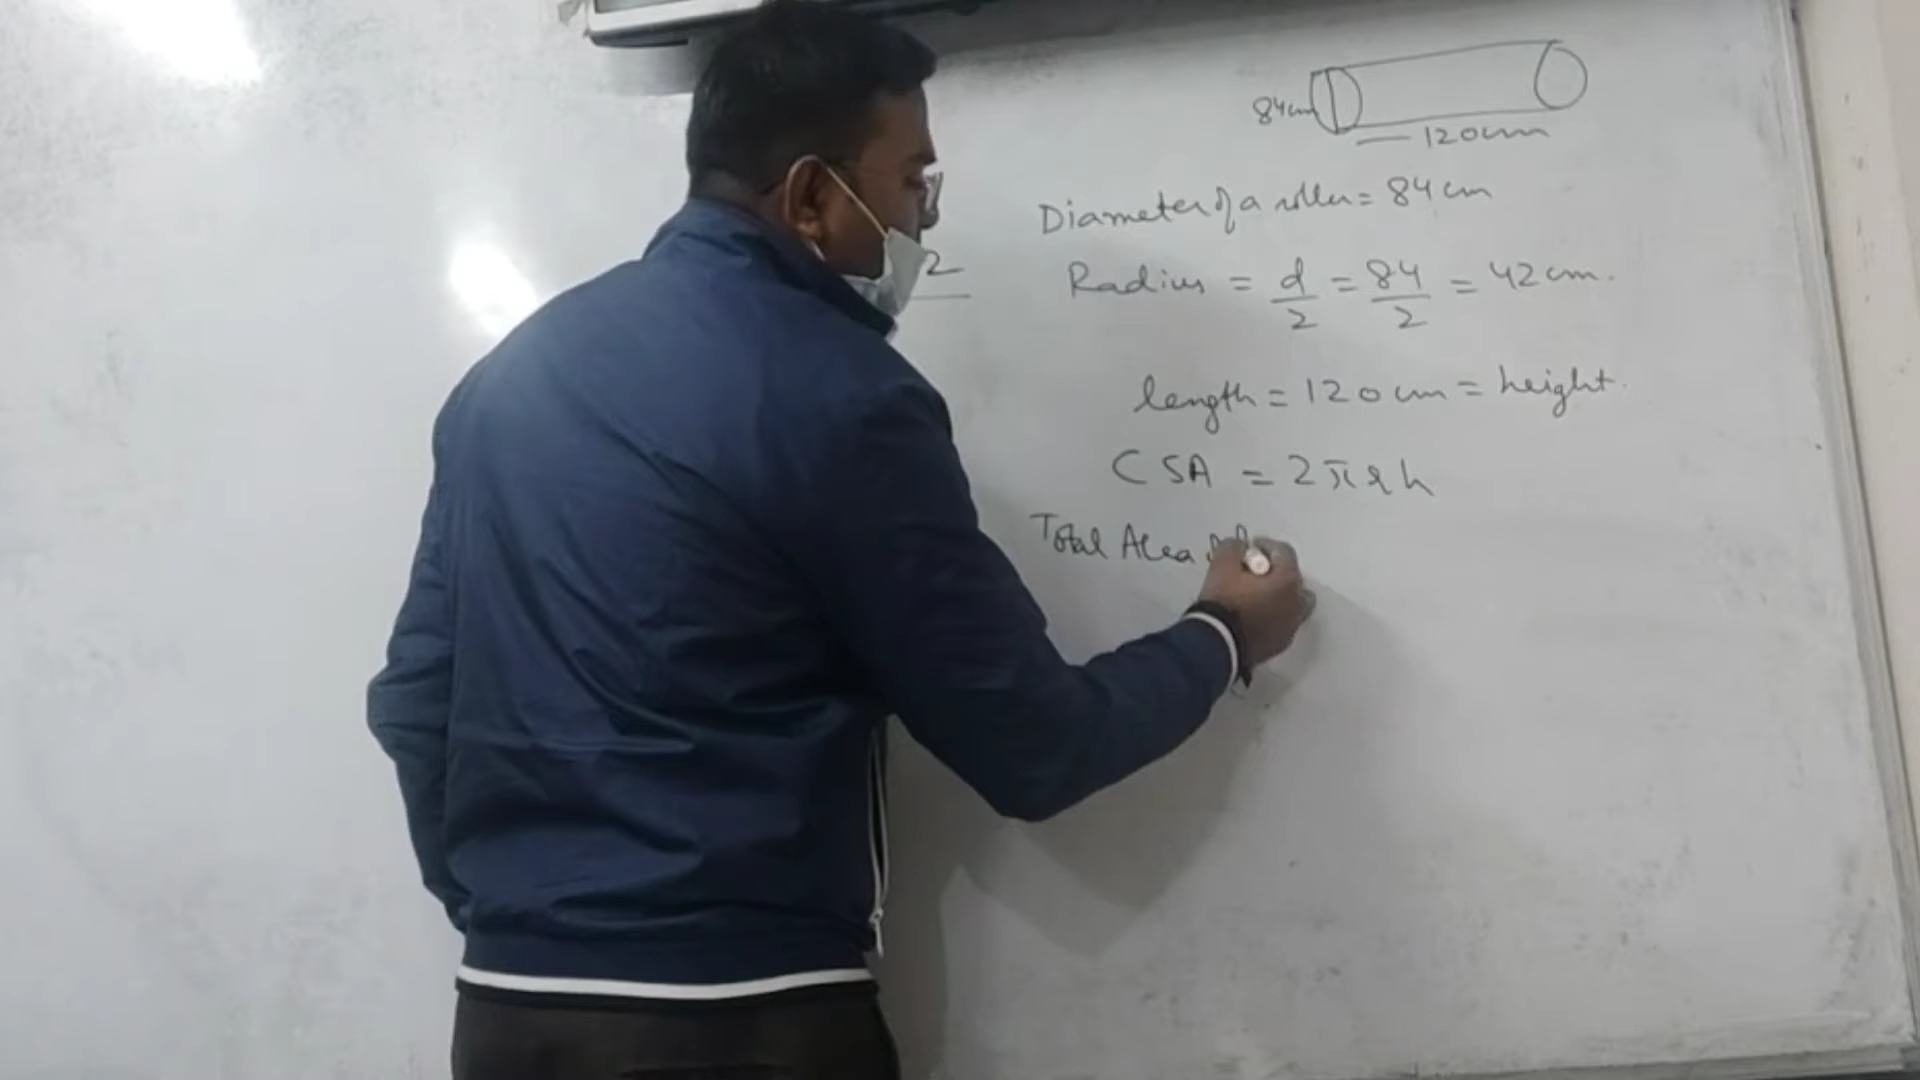 84cm
120cm
Diameter of a roller = 84 cm
2
Radius = d/2 = 84/2 = 42 cm.
length = 120 cm = height.
CSA = 2πrh
Total Area